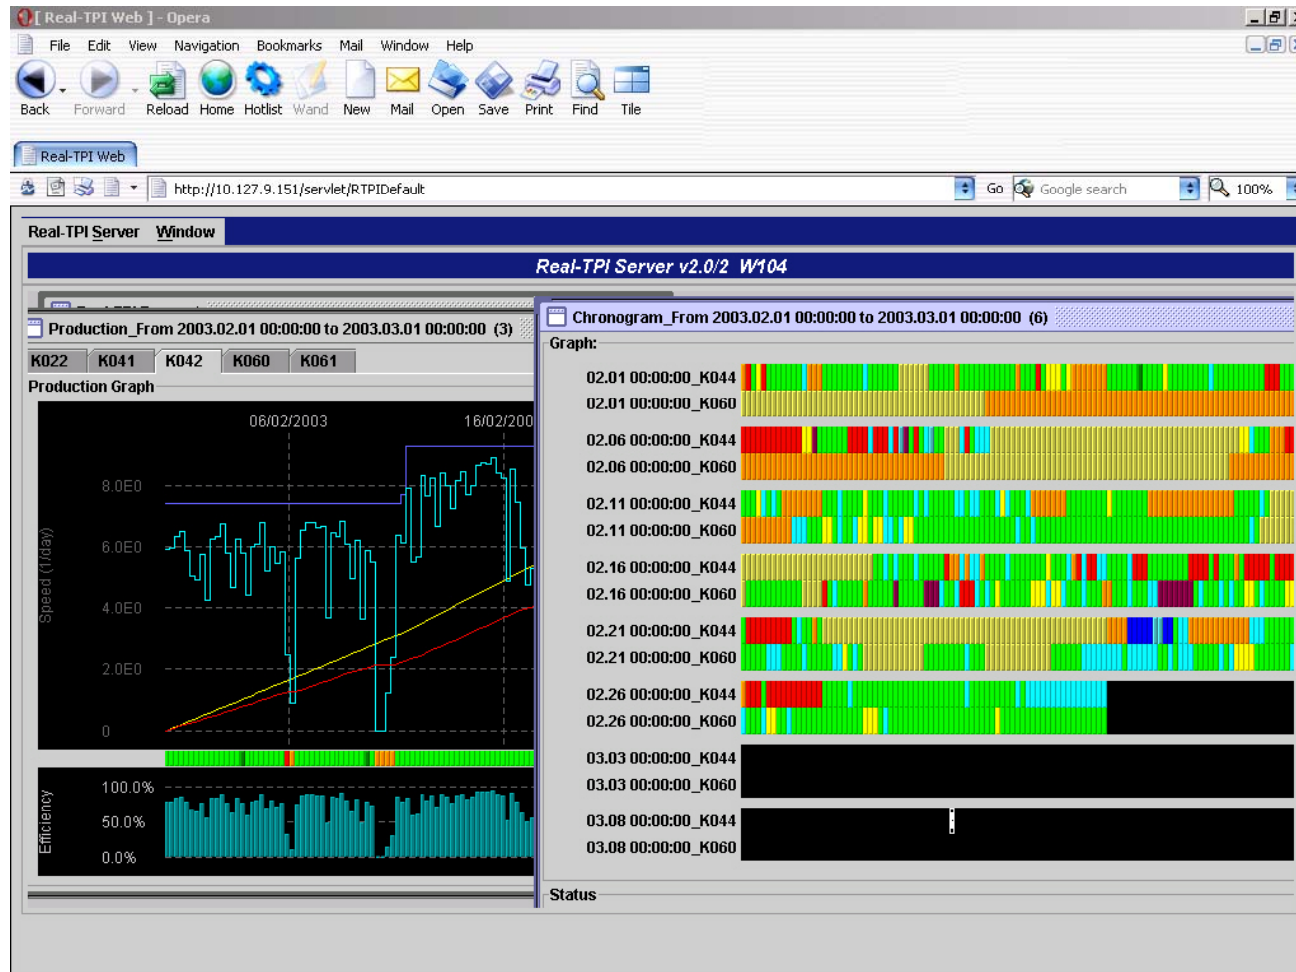 [ Real-TPI Web ] - Opera
File Edit View Navigation Bookmarks Mail Window Help
Back Forward Reload Home Hotlist Wand New Mail Open Save Print Find Tile
Real-TPI Web
http://10.127.9.151/servlet/RTPIDefault Go Google search 100%
Real-TPI Server Window
Real-TPI Server v2.0/2 W104
Production_From 2003.02.01 00:00:00 to 2003.03.01 00:00:00 (3)
K022 K041 K042 K060 K061
Production Graph
06/02/2003 16/02/200
8.0E0
6.0E0
4.0E0
2.0E0
0
Speed (1/day)
100.0%
50.0%
0.0%
Efficiency
Chronogram_From 2003.02.01 00:00:00 to 2003.03.01 00:00:00 (6)
Graph:
02.01 00:00:00_K044
02.01 00:00:00_K060
02.06 00:00:00_K044
02.06 00:00:00_K060
02.11 00:00:00_K044
02.11 00:00:00_K060
02.16 00:00:00_K044
02.16 00:00:00_K060
02.21 00:00:00_K044
02.21 00:00:00_K060
02.26 00:00:00_K044
02.26 00:00:00_K060
03.03 00:00:00_K044
03.03 00:00:00_K060
03.08 00:00:00_K044
03.08 00:00:00_K060
Status